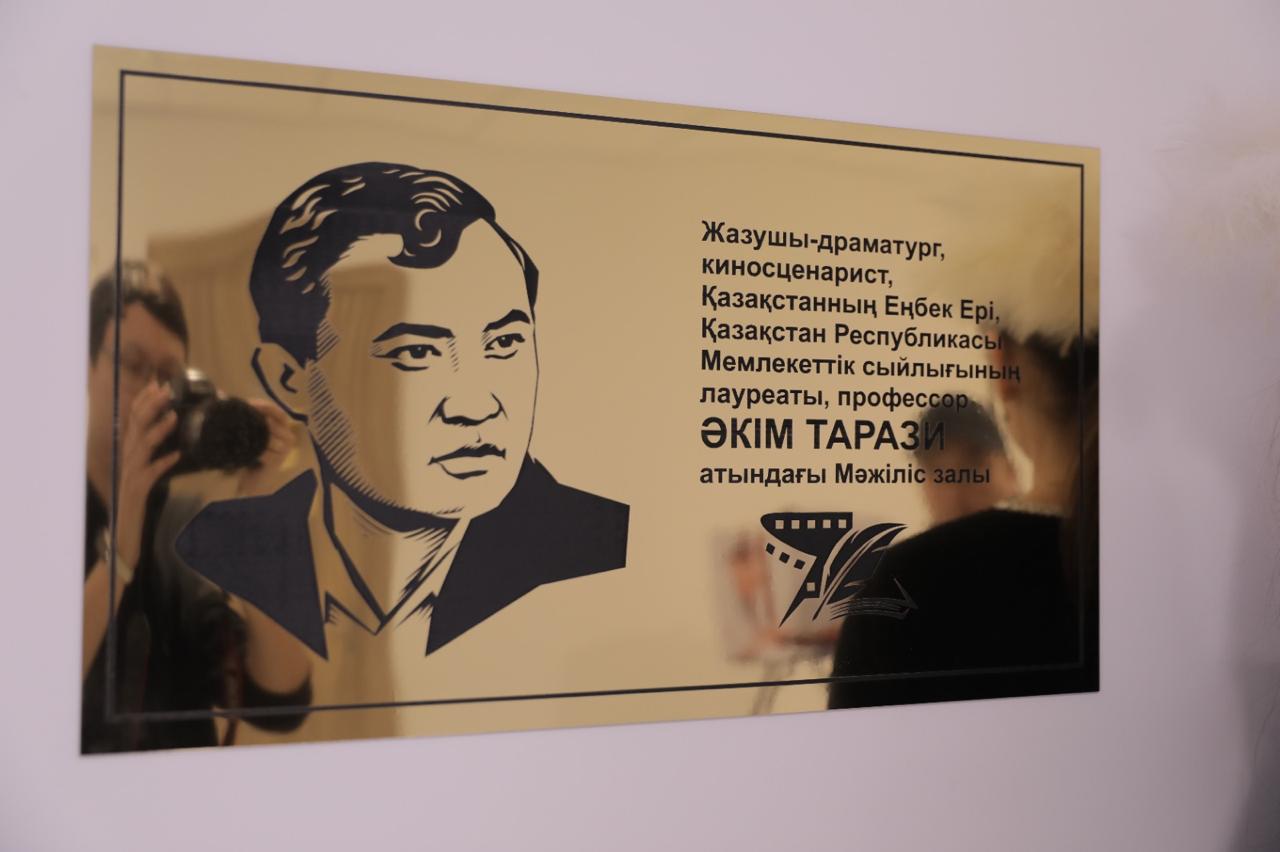 Жазушы-драматург,
киносценарист,
Қазақстанның Еңбек Ері,
Қазақстан Республикасы
Мемлекеттік сыйлығының
лауреаты, профессор
ӘКІМ ТАРАЗИ
атындағы Мәжіліс залы